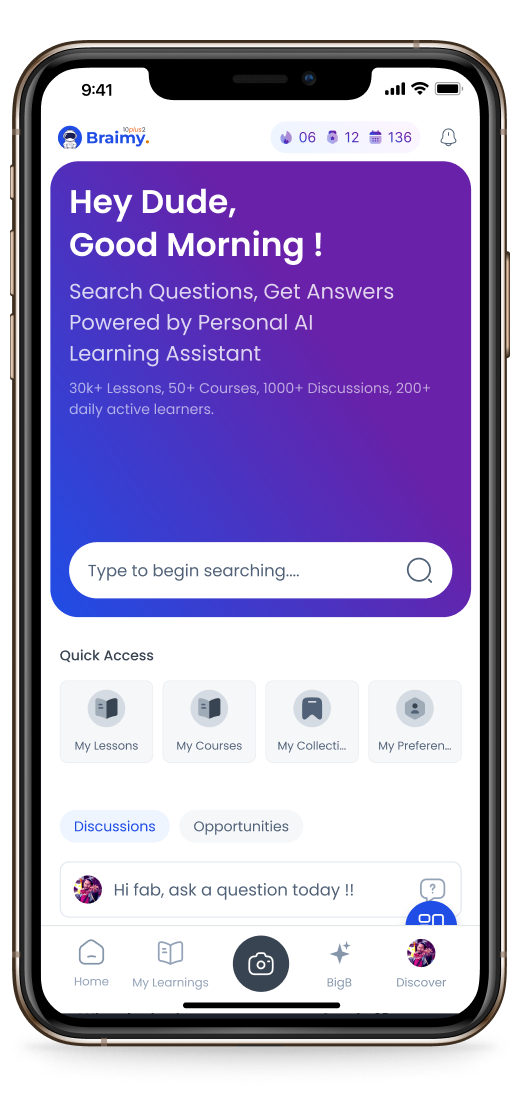 9:41
10plus2
Braimy.
06 12 136
Hey Dude,
Good Morning !
Search Questions, Get Answers
Powered by Personal AI
Learning Assistant
30k+ Lessons, 50+ Courses, 1000+ Discussions, 200+
daily active learners.
Type to begin searching....
Quick Access
My Lessons My Courses My Collecti... My Preferen...
Discussions Opportunities
Hi fab, ask a question today !!
?
Home My Learnings BigB Discover